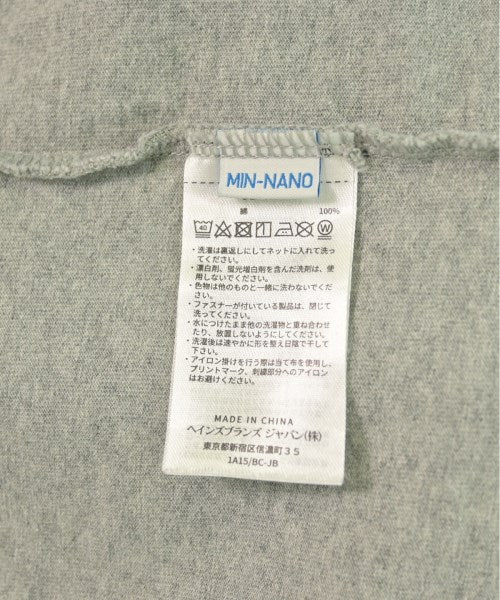 MIN-NANO
綿 100%
40
W
・洗濯は裏返しにしてネットに入れて洗っ
てください。
・漂白剤、蛍光増白剤を含んだ洗剤は、使
用しないでください。
・色物は他のものと一緒に洗わないでくだ
さい。
・ファスナーが付いている製品は、閉じて
洗ってください。
・水につけたまま他の洗濯物と重ね合わせ
たり、放置しないようにしてください。
・洗濯後は速やかに形を整え日陰で干して
下さい。
・アイロン掛けを行う際は当て布を使用し、
プリントマーク、刺繍部分へのアイロン
はお避けください。
MADE IN CHINA
ヘインズブランズ ジャパン(株)
東京都新宿区信濃町35
1A15/BC-JB